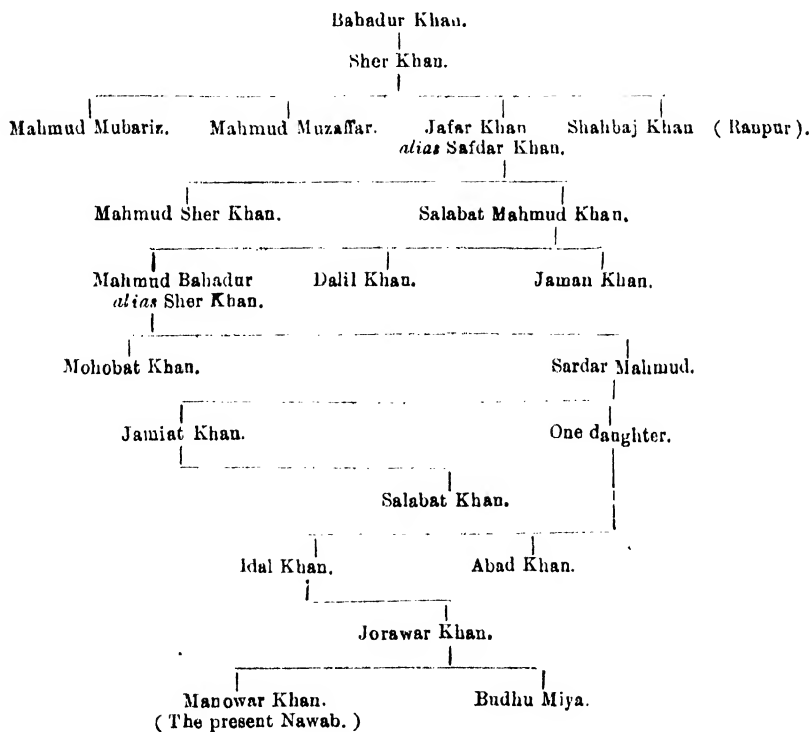 Bahadur Khan.
Sher Khan.
Mahmud Mubariz. Mahmud Muzaffar. Jafar Khan Shahbaj Khan ( Ranpur ).
alias Safdar Khan.
Mahmud Sher Khan. Salabat Mahmud Khan.
Mahmud Bahadur Dalil Khan. Jaman Khan.
alias Sher Khan.
Mohobat Khan. Sardar Mahmud.
Jamiat Khan. One daughter.
Salabat Khan.
Idal Khan. Abad Khan.
Jorawar Khan.
Manowar Khan. Budhu Miya.
( The present Nawab. )